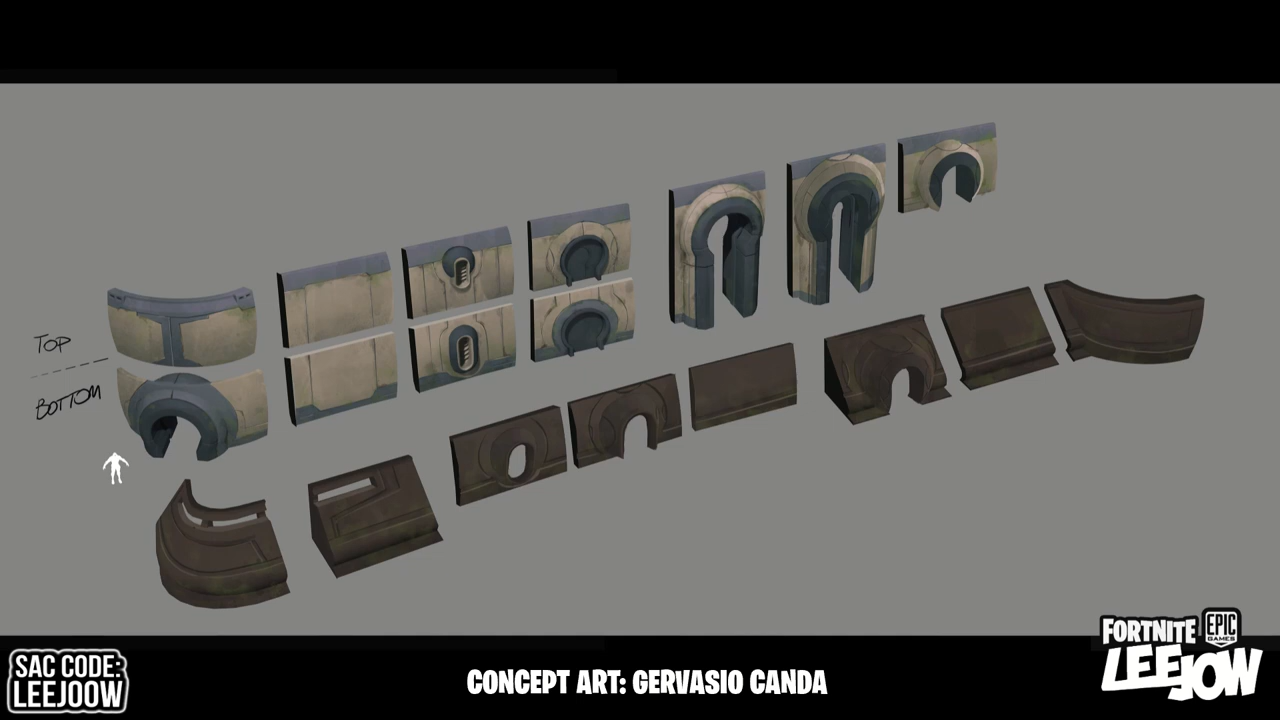 TOP
BOTTOM
SAC CODE:
LEEJOOW
CONCEPT ART: GERVASIO CANDA
FORTNITE
EPIC
GAMES
LEEJOW